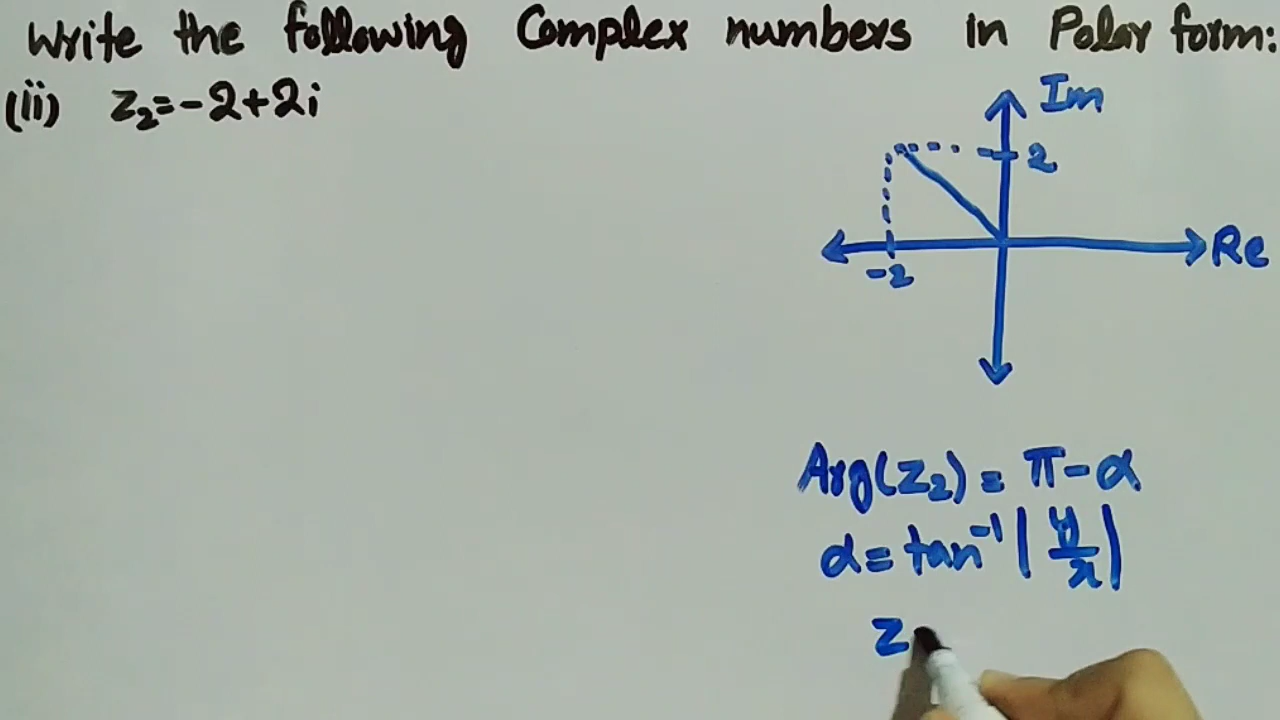 Write the following Complex numbers in Polar form:
(ii) z₂=-2+2i
Im
2
Re
-2
Arg(z₂) = π-α
α = tan⁻¹|y/x|
z